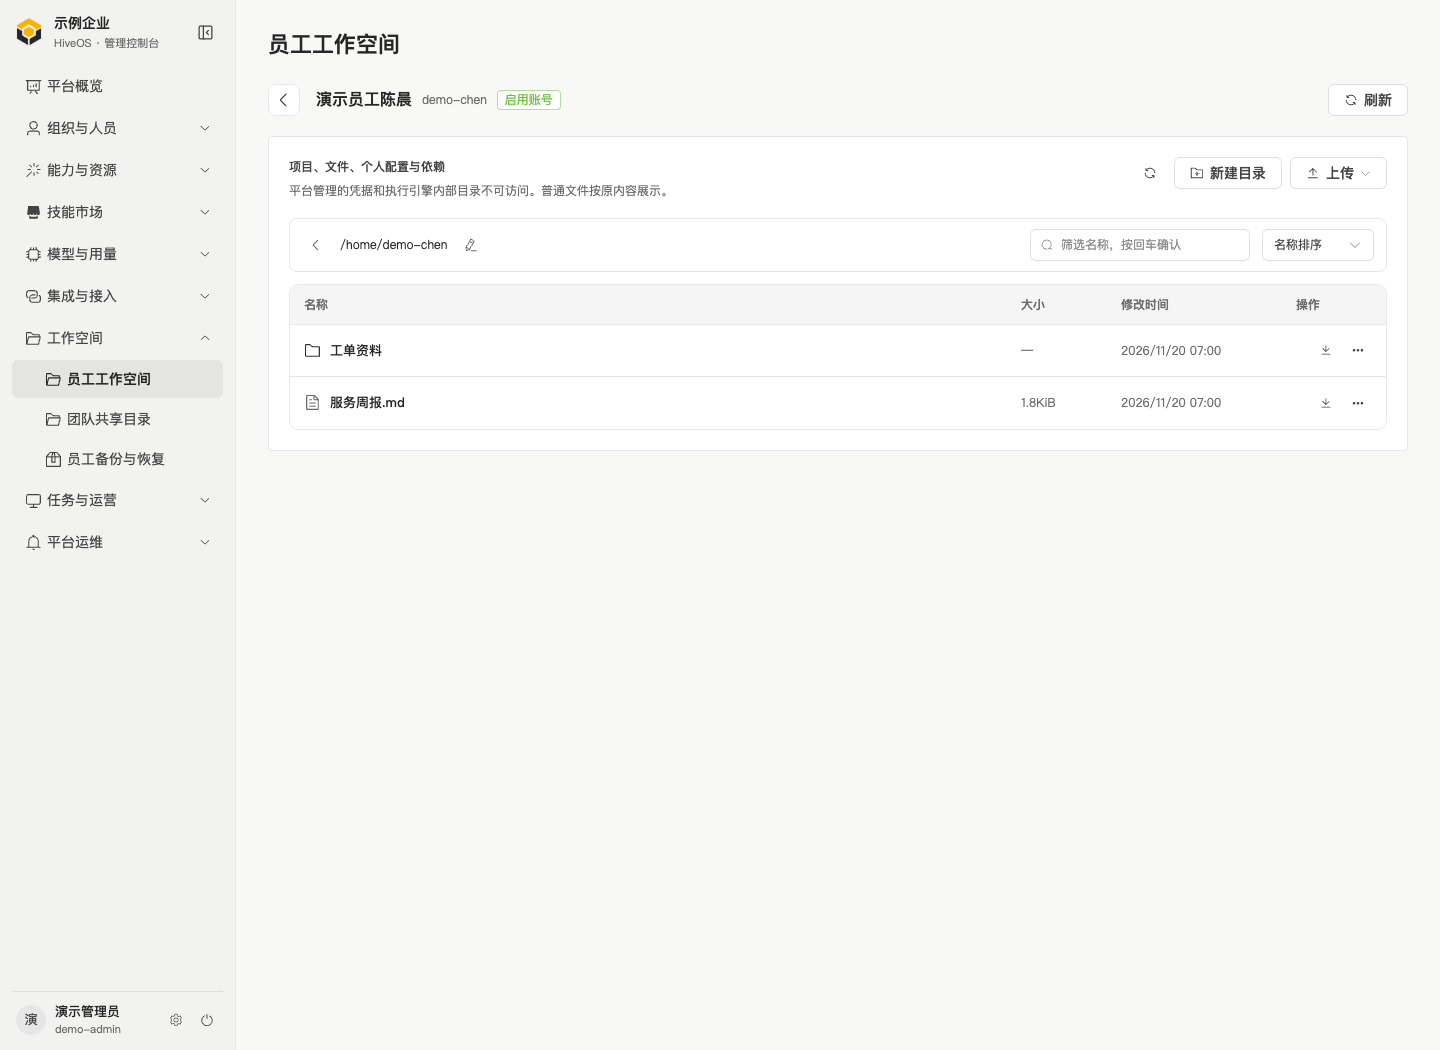 示例企业
HiveOS · 管理控制台
平台概览
组织与人员
能力与资源
技能市场
模型与用量
集成与接入
工作空间
员工工作空间
团队共享目录
员工备份与恢复
任务与运营
平台运维
演
演示管理员
demo-admin
员工工作空间
演示员工陈晨 demo-chen 启用账号
刷新
项目、文件、个人配置与依赖
平台管理的凭据和执行引擎内部目录不可访问。普通文件按原内容展示。
新建目录 上传
/home/demo-chen
筛选名称，按回车确认 名称排序
名称 大小 修改时间 操作
工单资料 — 2026/11/20 07:00
服务周报.md 1.8KiB 2026/11/20 07:00